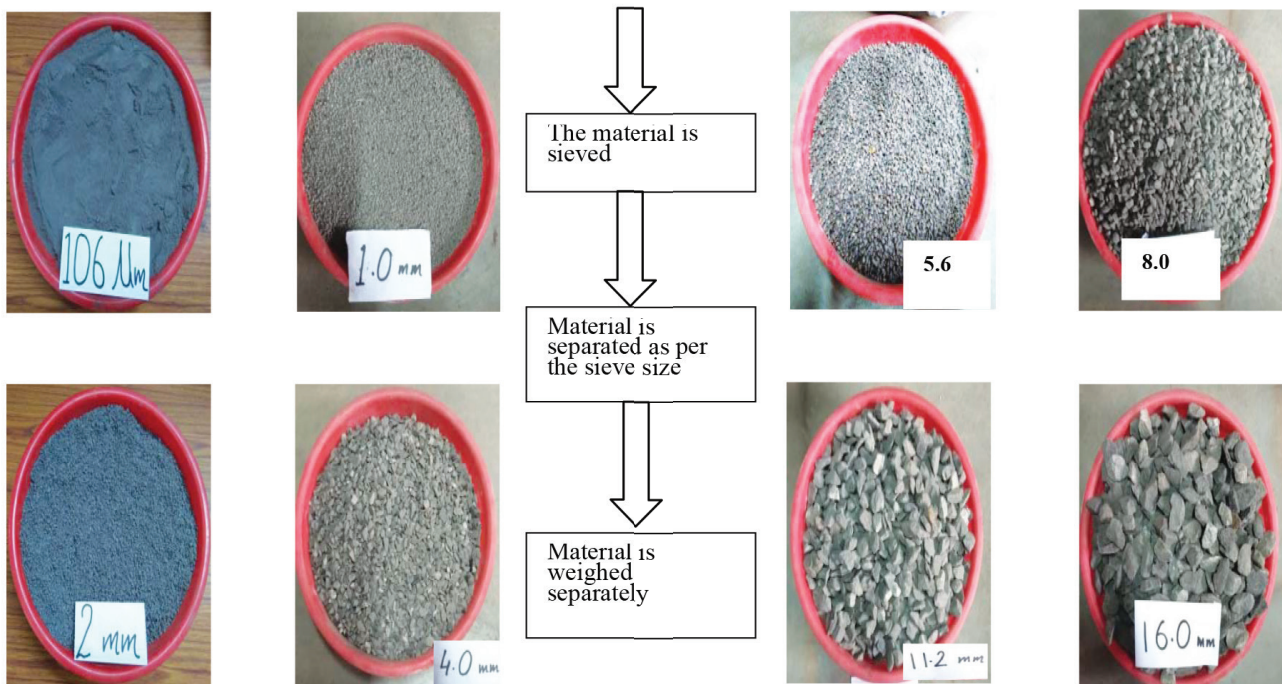 The material is
sieved
Material is
separated as per
the sieve size
Material is
weighed
separately
106 µm
1.0 mm
5.6
8.0
2 mm
4.0 mm
11.2 mm
16.0 mm